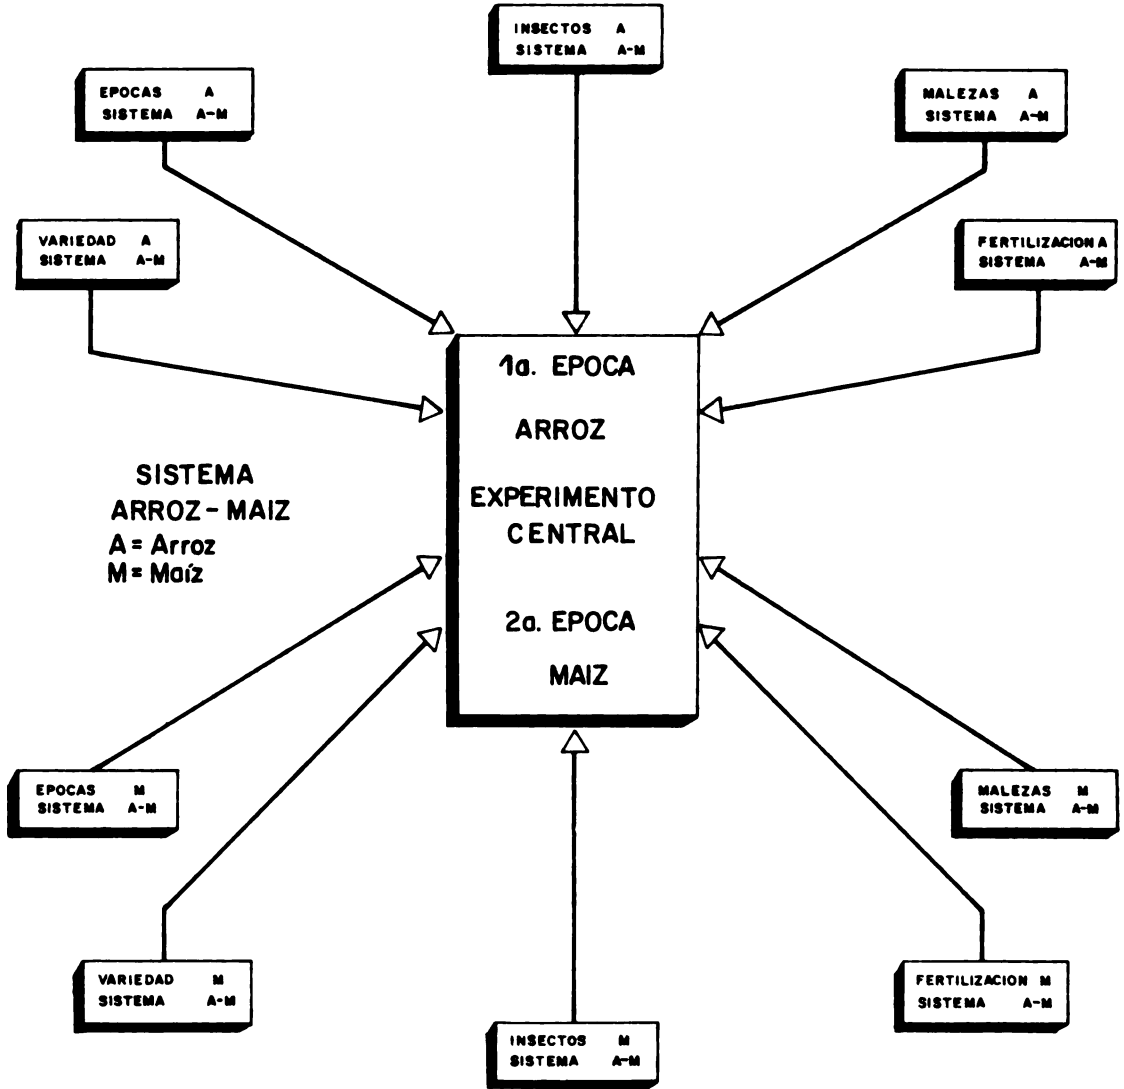 INSECTOS A
SISTEMA A-M
EPOCAS A
SISTEMA A-M
MALEZAS A
SISTEMA A-M
VARIEDAD A
SISTEMA A-M
FERTILIZACION A
SISTEMA A-M
1a. EPOCA
ARROZ
EXPERIMENTO
CENTRAL
2a. EPOCA
MAIZ
SISTEMA
ARROZ-MAIZ
A = Arroz
M = Maíz
EPOCAS M
SISTEMA A-M
MALEZAS M
SISTEMA A-M
VARIEDAD M
SISTEMA A-M
FERTILIZACION M
SISTEMA A-M
INSECTOS M
SISTEMA A-M